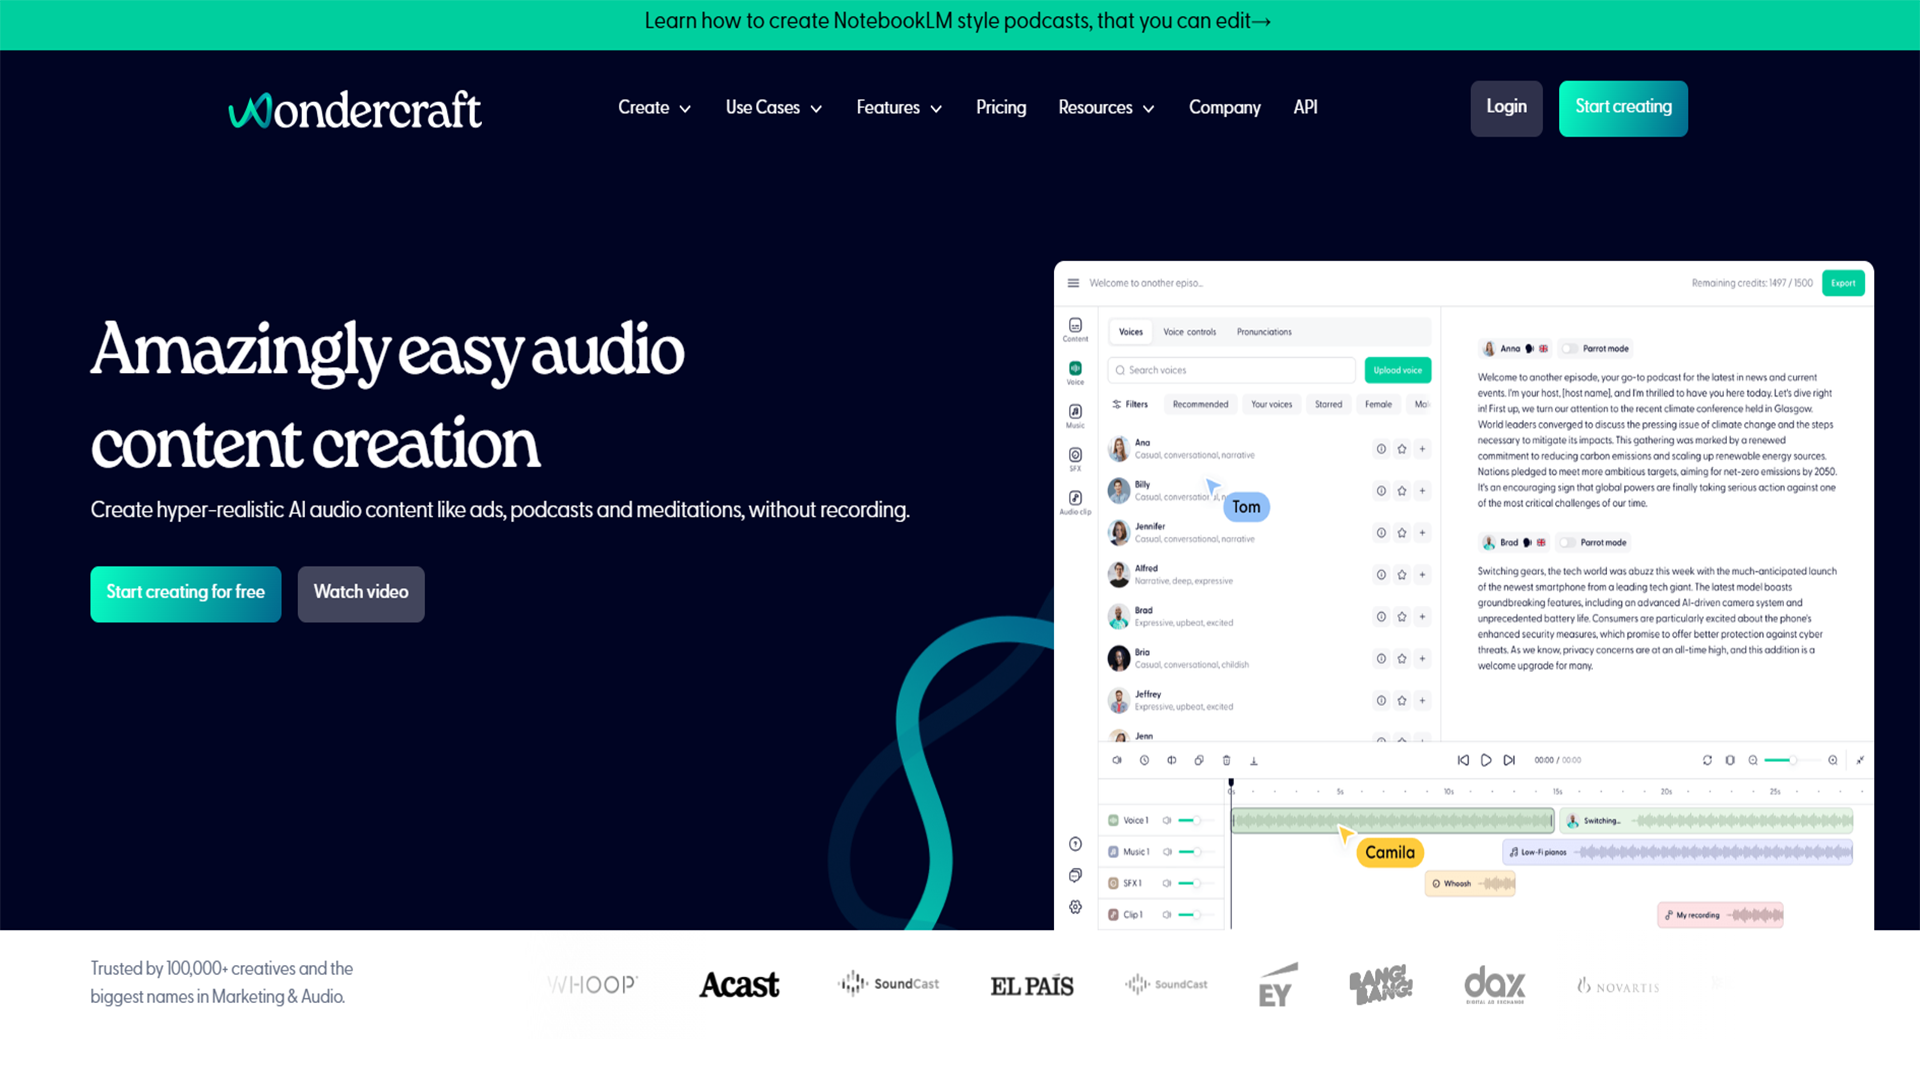 Learn how to create NotebookLM style podcasts, that you can edit→
wondercraft
Create
Use Cases
Features
Pricing
Resources
Company
API
Login
Start creating
Amazingly easy audio
content creation
Create hyper-realistic AI audio content like ads, podcasts and meditations, without recording.
Start creating for free
Watch video
Welcome to another episo...
Remaining credits: 1497 / 1500
Export
Content
Voice
Music
SFX
Audio clip
Voices
Voice controls
Pronunciations
Search voices
Upload voice
Filters
Recommended
Your voices
Starred
Female
Ana
Casual, conversational, narrative
Billy
Casual, conversational, n
Tom
Jennifer
Casual, conversational, narrative
Alfred
Narrative, deep, expressive
Brad
Expressive, upbeat, excited
Bria
Casual, conversational, childish
Jeffrey
Expressive, upbeat, excited
Jenn
Anna
Parrot mode
Welcome to another episode, your go-to podcast for the latest in news and current
events. I'm your host, [host name], and I'm thrilled to have you here today. Let's dive right
in! First up, we turn our attention to the recent climate conference held in Glasgow.
World leaders converged to discuss the pressing issue of climate change and the steps
necessary to mitigate its impacts. This gathering was marked by a renewed
commitment to reducing carbon emissions and scaling up renewable energy sources.
Nations pledged to meet more ambitious targets, aiming for net-zero emissions by 2050.
It's an encouraging sign that global powers are finally taking serious action against one
of the most critical challenges of our time.
Brad
Parrot mode
Switching gears, the tech world was abuzz this week with the much-anticipated launch
of the newest smartphone from a leading tech giant. The latest model boasts
groundbreaking features, including an advanced AI-driven camera system and
unprecedented battery life. Consumers are particularly excited about the phone's
enhanced security measures, which promise to offer better protection against cyber
threats. As we know, privacy concerns are at an all-time high, and this addition is a
welcome upgrade for many.
00:00 / 00:00
0s
5s
10s
15s
20s
25s
Voice 1
Switching...
Camila
Music 1
Low-Fi pianos
SFX 1
Whoosh
Clip 1
My recording
Trusted by 100,000+ creatives and the
biggest names in Marketing & Audio.
WHOOP
Acast
SoundCast
EL PAÍS
SoundCast
EY
BANG! BANG!
dax
DIGITAL AD EXCHANGE
NOVARTIS